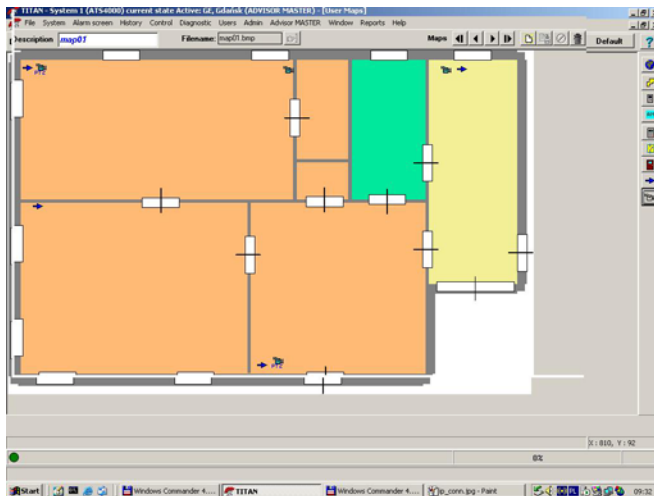 TITAN - System 1 (ATS4000) current state Active: GE, Gdańsk (ADVISOR MASTER) - [User Maps]
File System Alarm screen History Control Diagnostic Users Admin Advisor MASTER Window Reports Help
Description map01 Filename: map01.bmp Maps Default
PTZ
PTZ
X: 810, Y: 92
0%
Start Windows Commander 4.... TITAN Windows Commander 4.... ip_conn.jpg - Paint PL 09:32